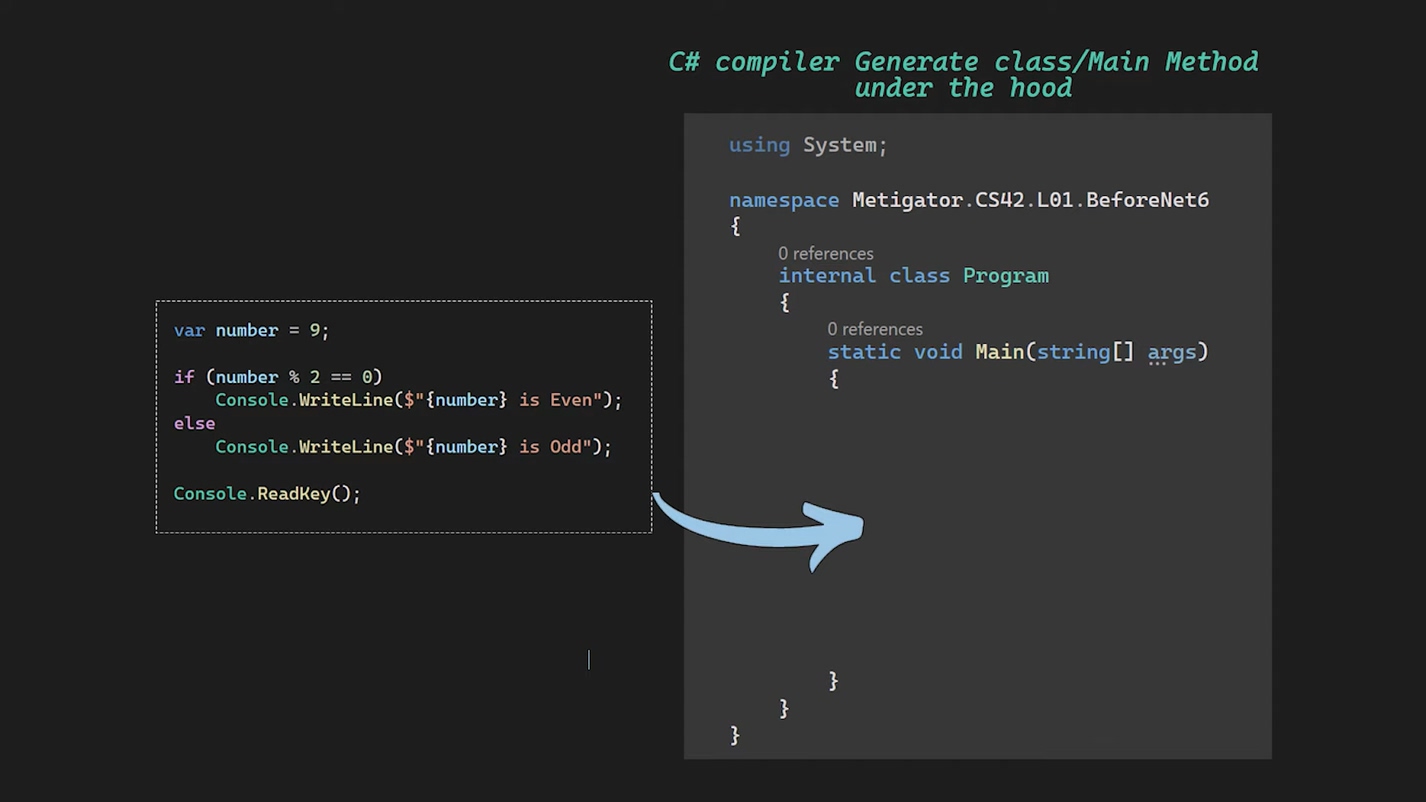 C# compiler Generate class/Main Method
under the hood
var number = 9;
if (number % 2 == 0)
Console.WriteLine($"{number} is Even");
else
Console.WriteLine($"{number} is Odd");
Console.ReadKey();
using System;
namespace Metigator.CS42.L01.BeforeNet6
{
0 references
internal class Program
{
0 references
static void Main(string[] args)
{
}
}
}